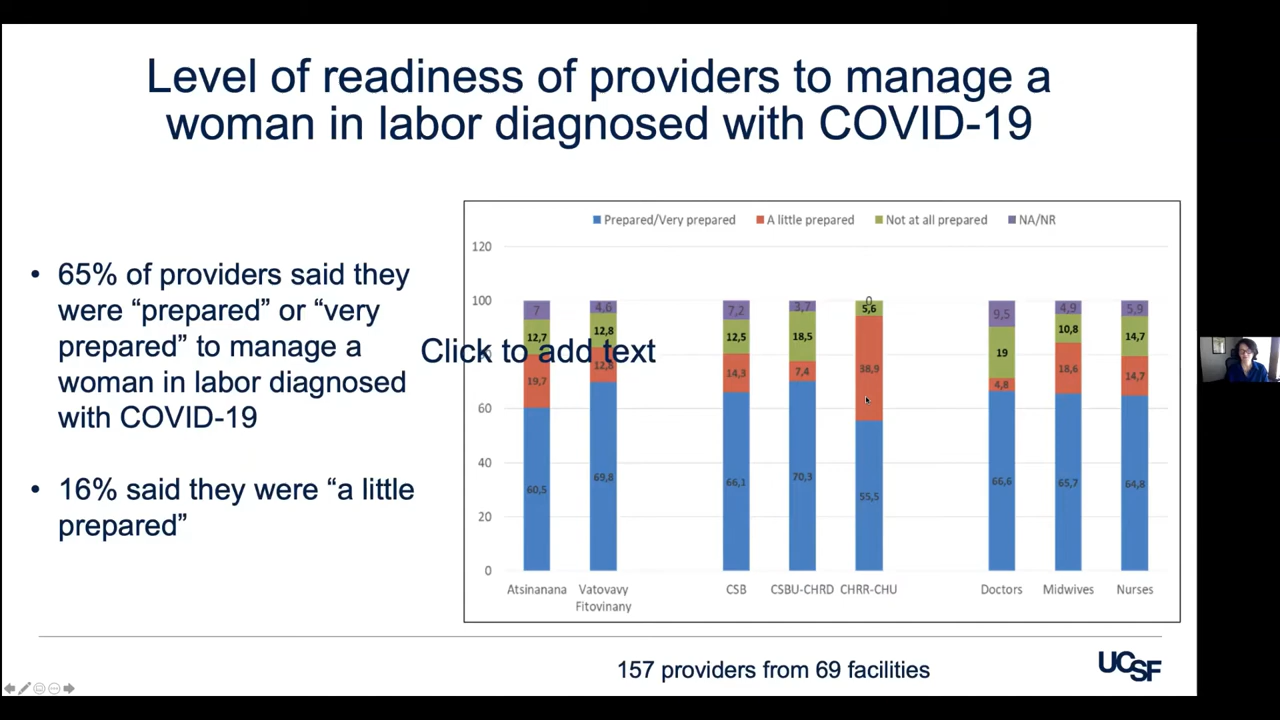 Level of readiness of providers to manage a
woman in labor diagnosed with COVID-19
• 65% of providers said they
were “prepared” or “very
prepared” to manage a
woman in labor diagnosed
with COVID-19
• 16% said they were “a little
prepared”
Click to add text
Prepared/Very prepared A little prepared Not at all prepared NA/NR
120
100
60
40
20
0
7 4,6 7,2 3,7 0 9,5 4,9 5,9
12,7 12,8 12,5 18,5 5,6 19 10,8 14,7
19,7 12,8 14,3 7,4 38,9 4,8 18,6 14,7
60,5 69,8 66,1 70,3 55,5 66,6 65,7 64,8
Atsinanana Vatovavy CSB CSBU-CHRD CHRR-CHU Doctors Midwives Nurses
Fitovinany
157 providers from 69 facilities
UCSF